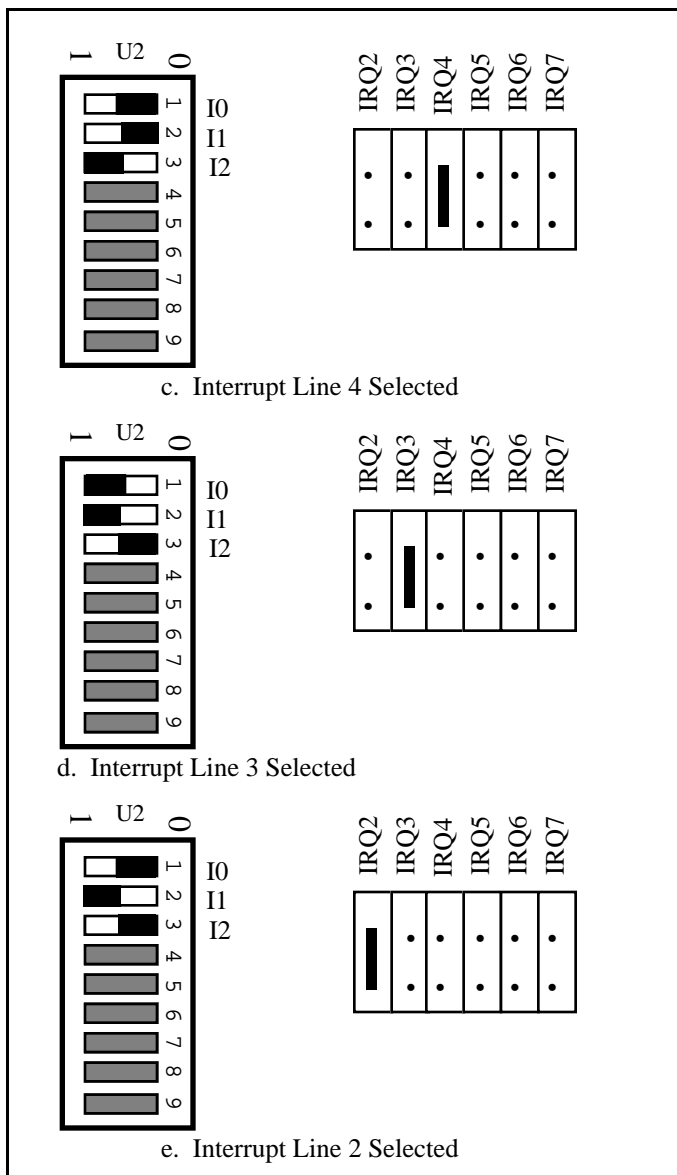 1 U2 0
1 I0
2 I1
3 I2
4
5
6
7
8
9
IRQ2 IRQ3 IRQ4 IRQ5 IRQ6 IRQ7
c. Interrupt Line 4 Selected
1 U2 0
1 I0
2 I1
3 I2
4
5
6
7
8
9
IRQ2 IRQ3 IRQ4 IRQ5 IRQ6 IRQ7
d. Interrupt Line 3 Selected
1 U2 0
1 I0
2 I1
3 I2
4
5
6
7
8
9
IRQ2 IRQ3 IRQ4 IRQ5 IRQ6 IRQ7
e. Interrupt Line 2 Selected